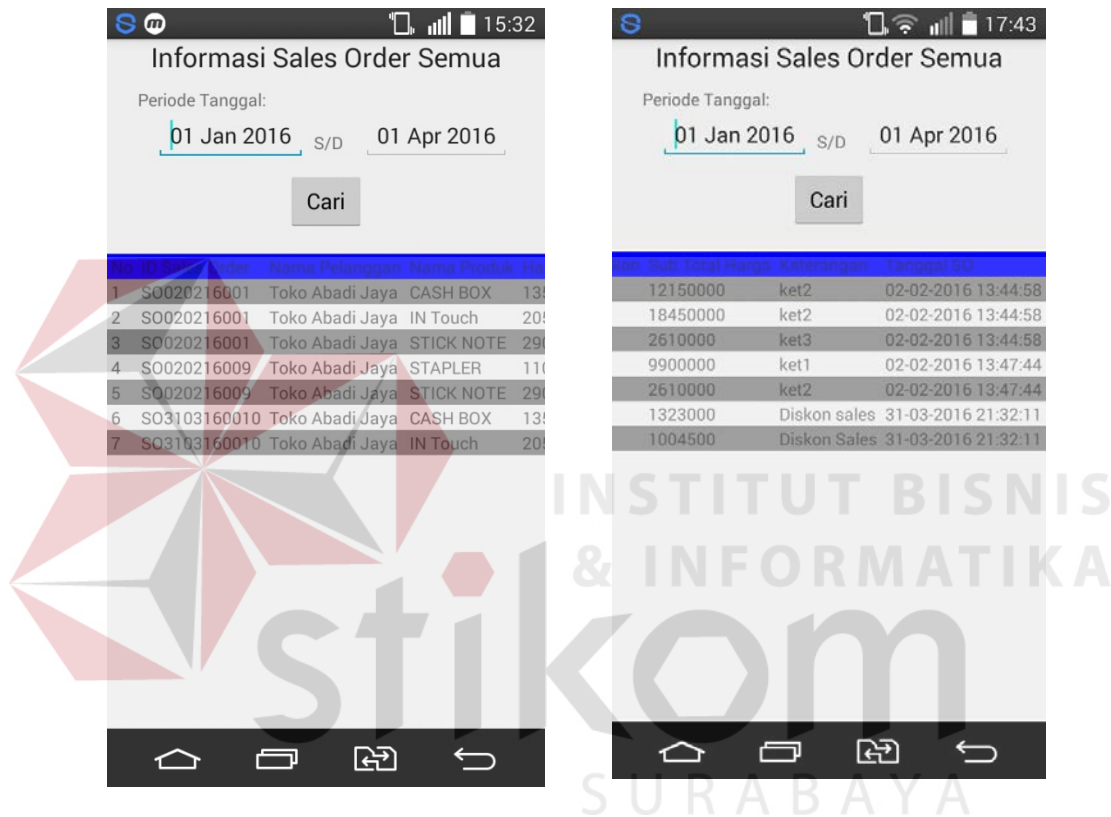 15:32
Informasi Sales Order Semua
Periode Tanggal:
01 Jan 2016 S/D 01 Apr 2016
Cari
No ID Sales Order Nama Pelanggan Nama Produk Ha
1 SO020216001 Toko Abadi Jaya CASH BOX 135
2 SO020216001 Toko Abadi Jaya IN Touch 205
3 SO020216001 Toko Abadi Jaya STICK NOTE 290
4 SO020216009 Toko Abadi Jaya STAPLER 110
5 SO020216009 Toko Abadi Jaya STICK NOTE 290
6 SO3103160010 Toko Abadi Jaya CASH BOX 135
7 SO3103160010 Toko Abadi Jaya IN Touch 205
17:43
Informasi Sales Order Semua
Periode Tanggal:
01 Jan 2016 S/D 01 Apr 2016
Cari
Sub Total Harga Keterangan Tanggal SO
12150000 ket2 02-02-2016 13:44:58
18450000 ket2 02-02-2016 13:44:58
2610000 ket3 02-02-2016 13:44:58
9900000 ket1 02-02-2016 13:47:44
2610000 ket2 02-02-2016 13:47:44
1323000 Diskon sales 31-03-2016 21:32:11
1004500 Diskon Sales 31-03-2016 21:32:11
INSTITUT BISNIS
& INFORMATIKA
stikom
SURABAYA